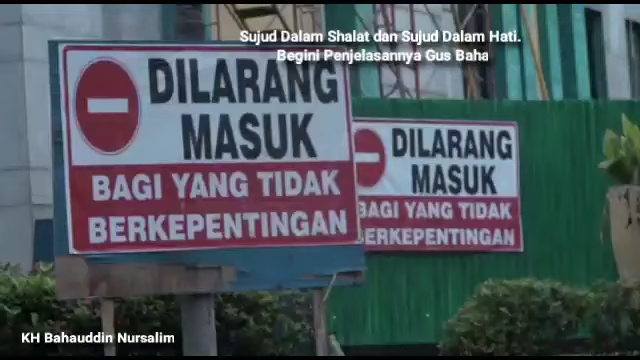 Sujud Dalam Shalat dan Sujud Dalam Hati.
Begini Penjelasannya Gus Baha
DILARANG
MASUK
BAGI YANG TIDAK
BERKEPENTINGAN
DILARANG
MASUK
BAGI YANG TIDAK
BERKEPENTINGAN
KH Bahauddin Nursalim